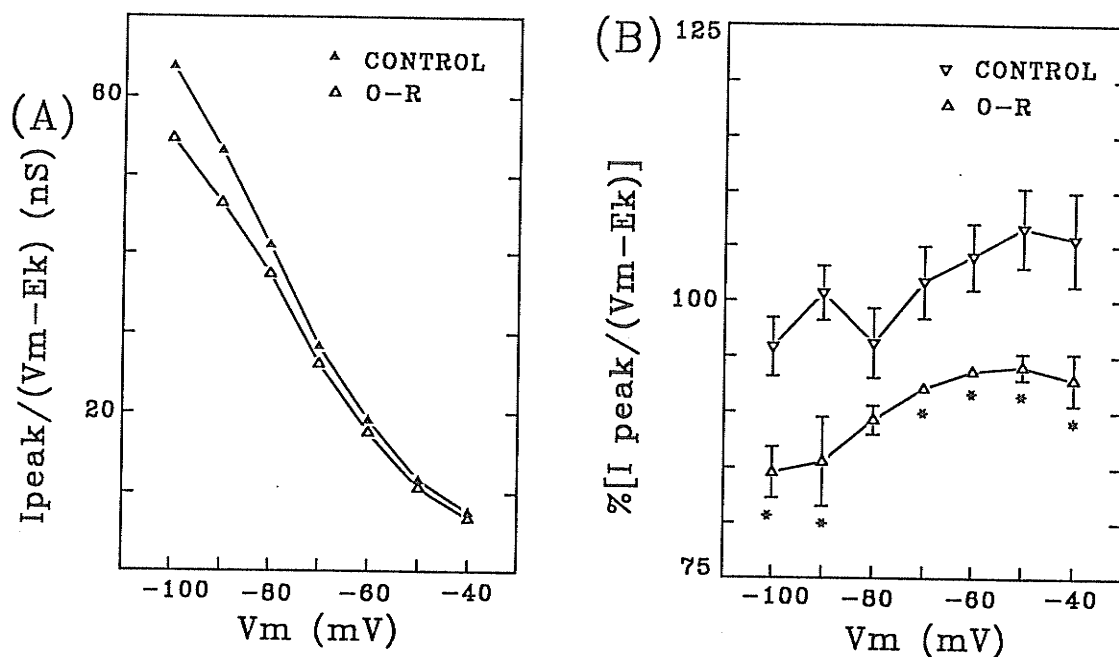 (A)
Ipeak/(Vm-Ek) (nS)
60
20
▲ CONTROL
△ O-R
-100 -80 -60 -40
Vm (mV)
(B)
%[I peak/(Vm-Ek)]
125
100
75
▽ CONTROL
△ O-R
* * * * * *
-100 -80 -60 -40
Vm (mV)